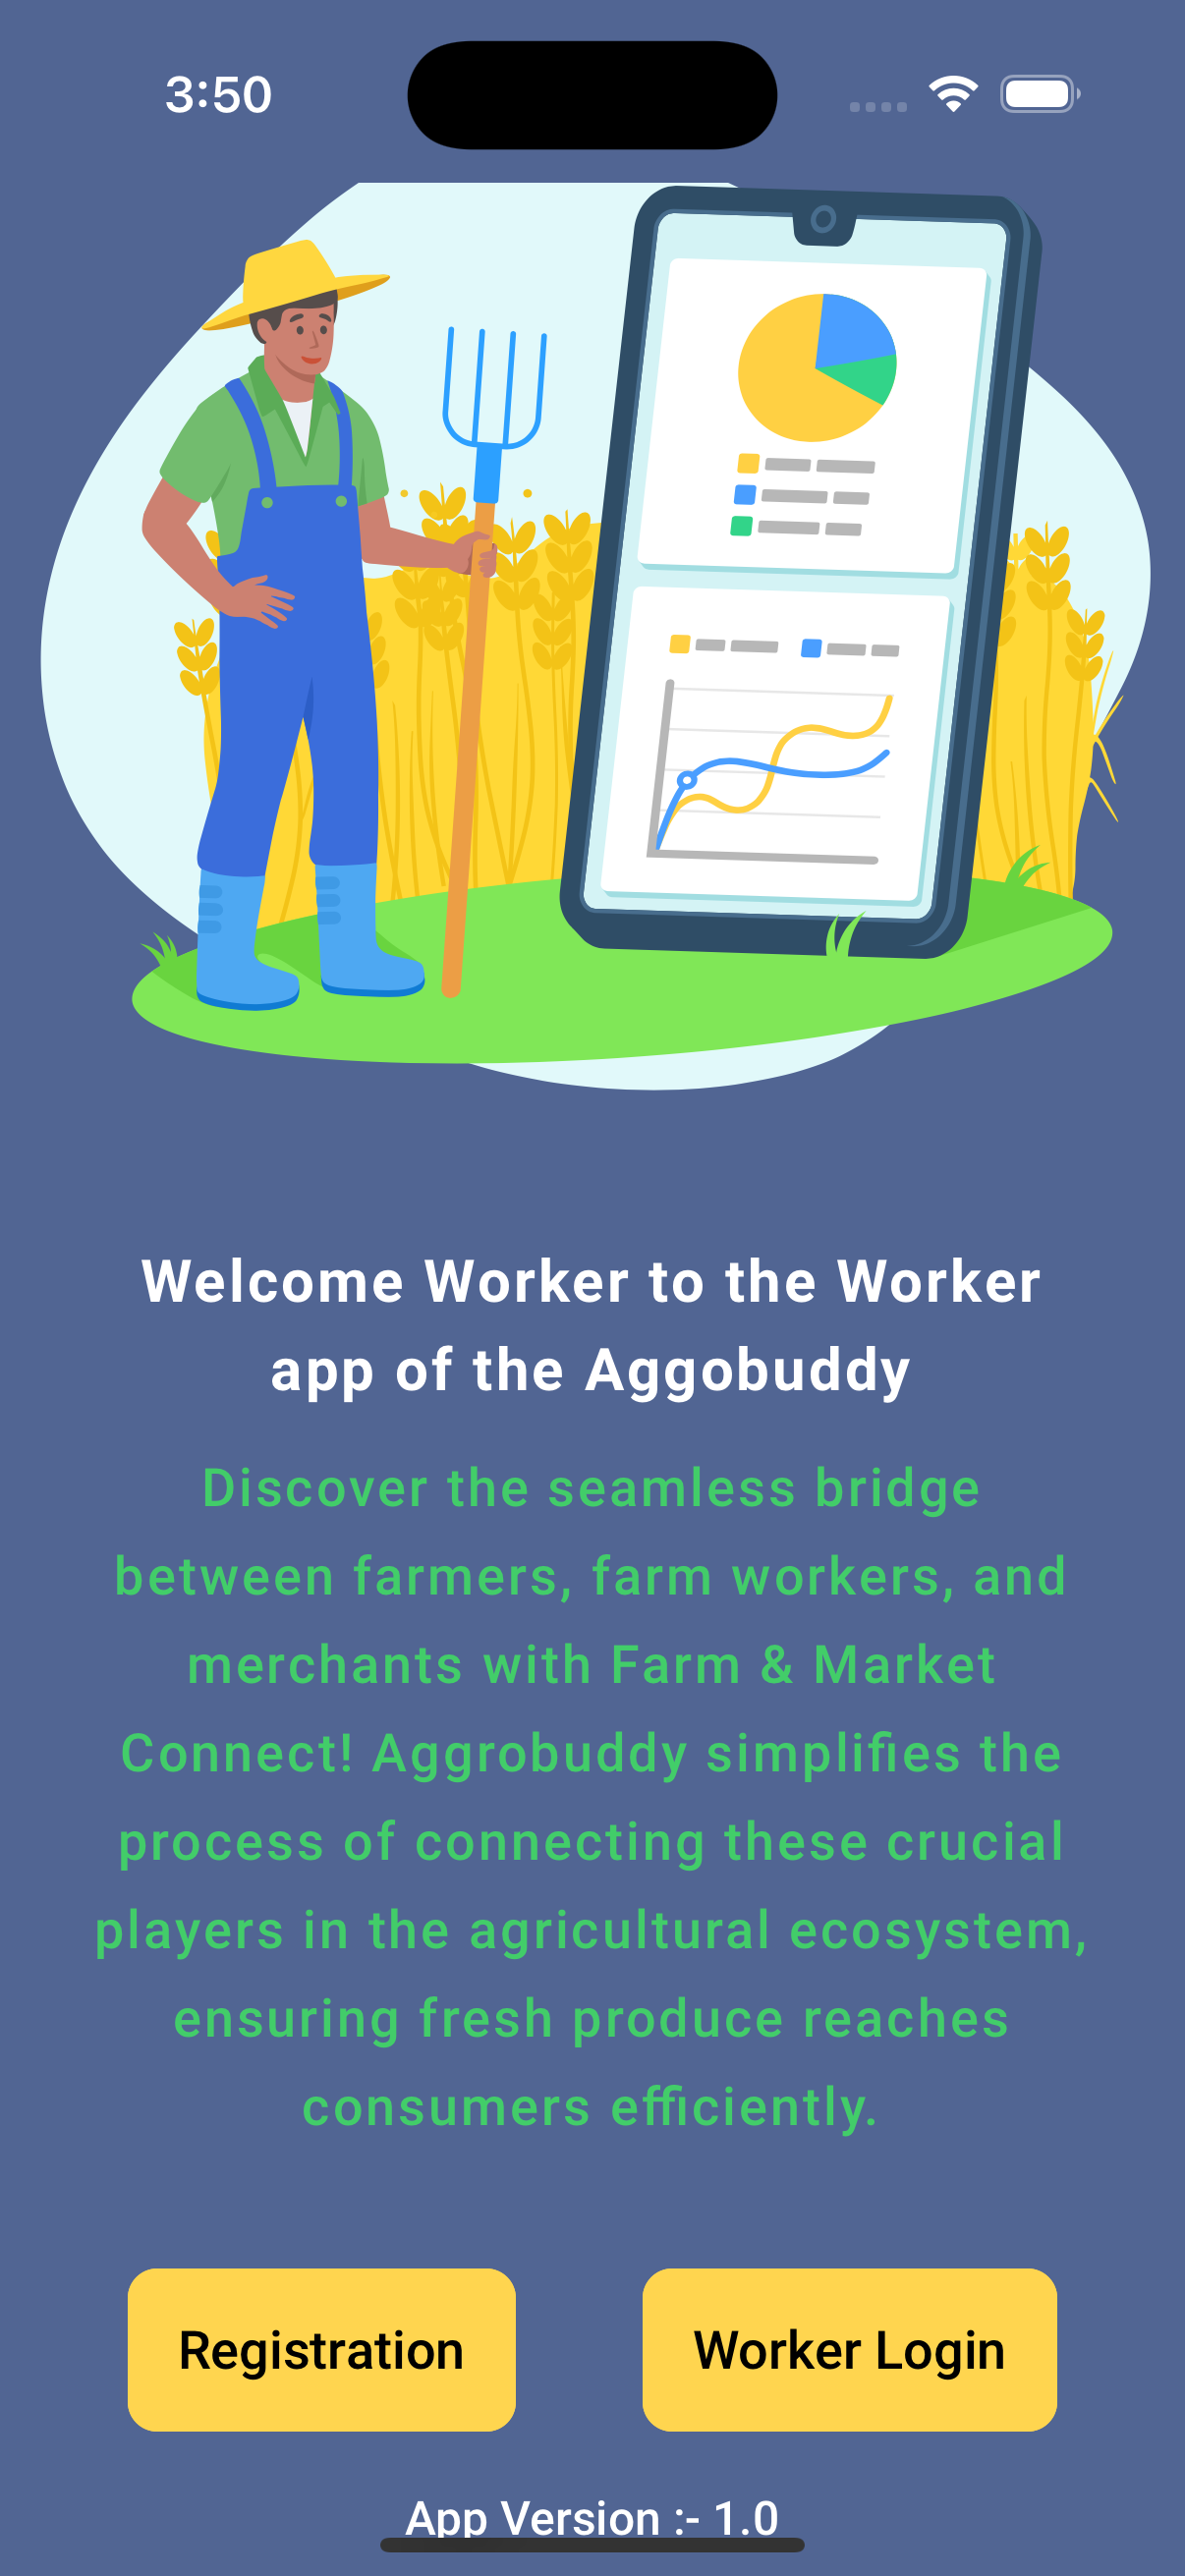 3:50
Welcome Worker to the Worker
app of the Aggobuddy
Discover the seamless bridge
between farmers, farm workers, and
merchants with Farm & Market
Connect! Aggrobuddy simplifies the
process of connecting these crucial
players in the agricultural ecosystem,
ensuring fresh produce reaches
consumers efficiently.
Registration
Worker Login
App Version :- 1.0